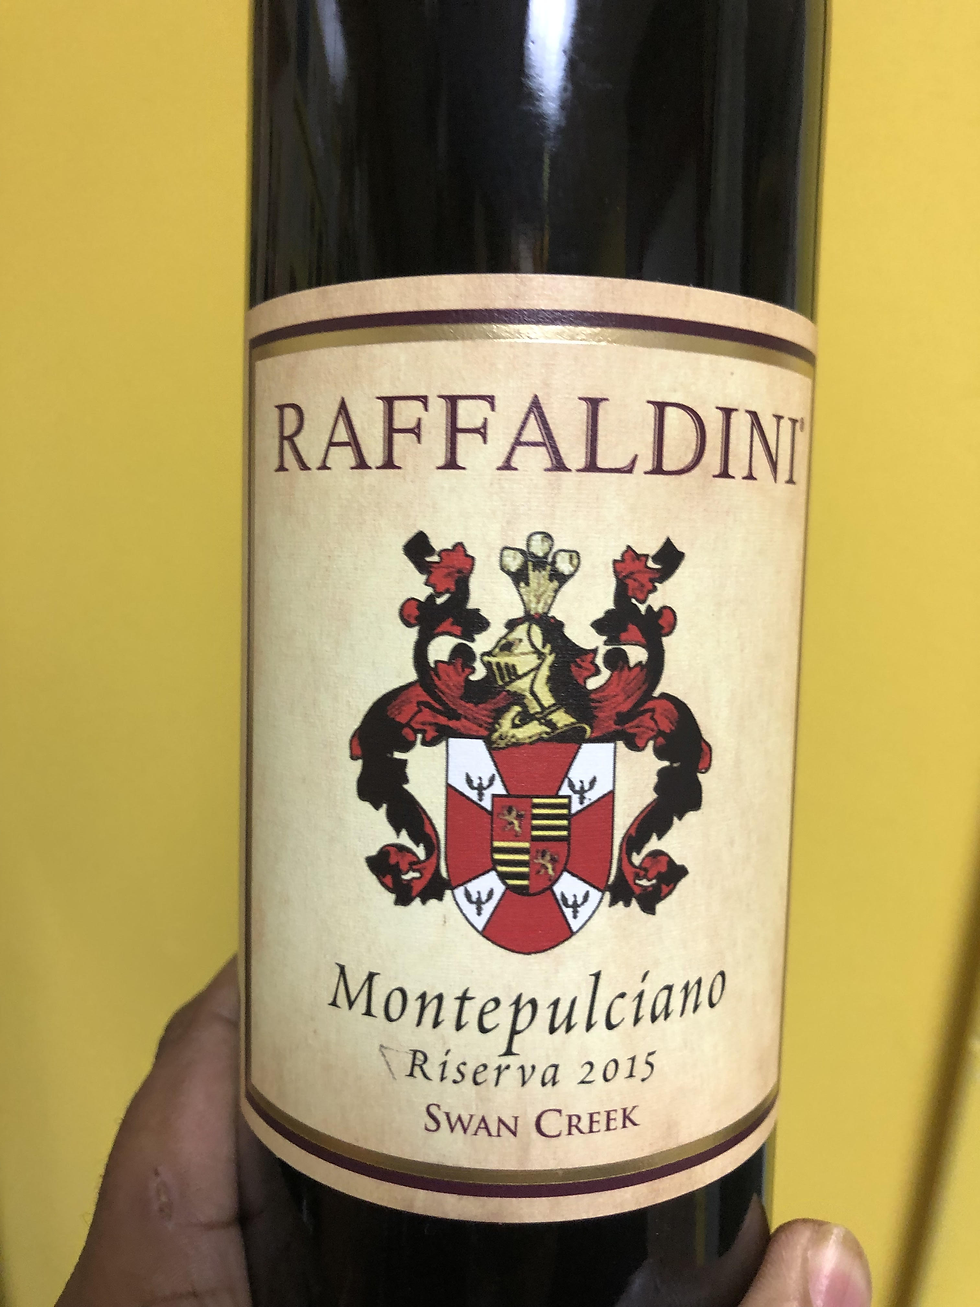 RAFFALDINI®
Montepulciano
Riserva 2015
SWAN CREEK